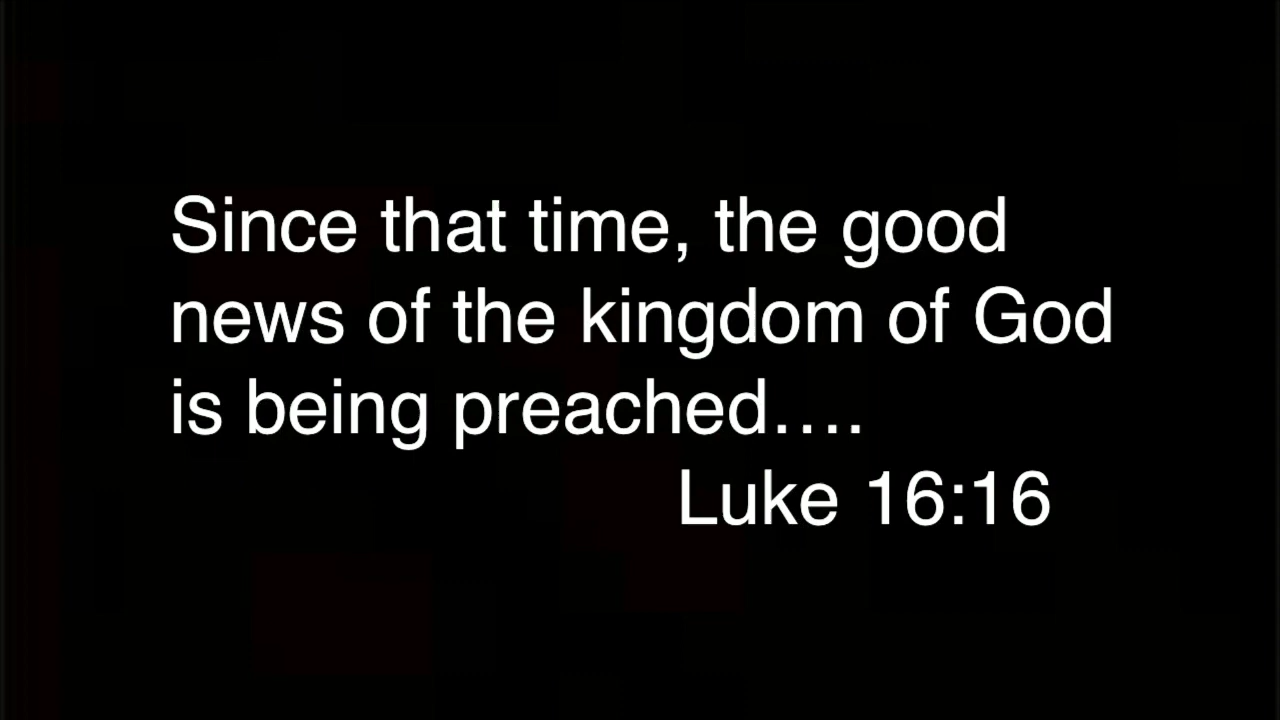 Since that time, the good
news of the kingdom of God
is being preached….
Luke 16:16